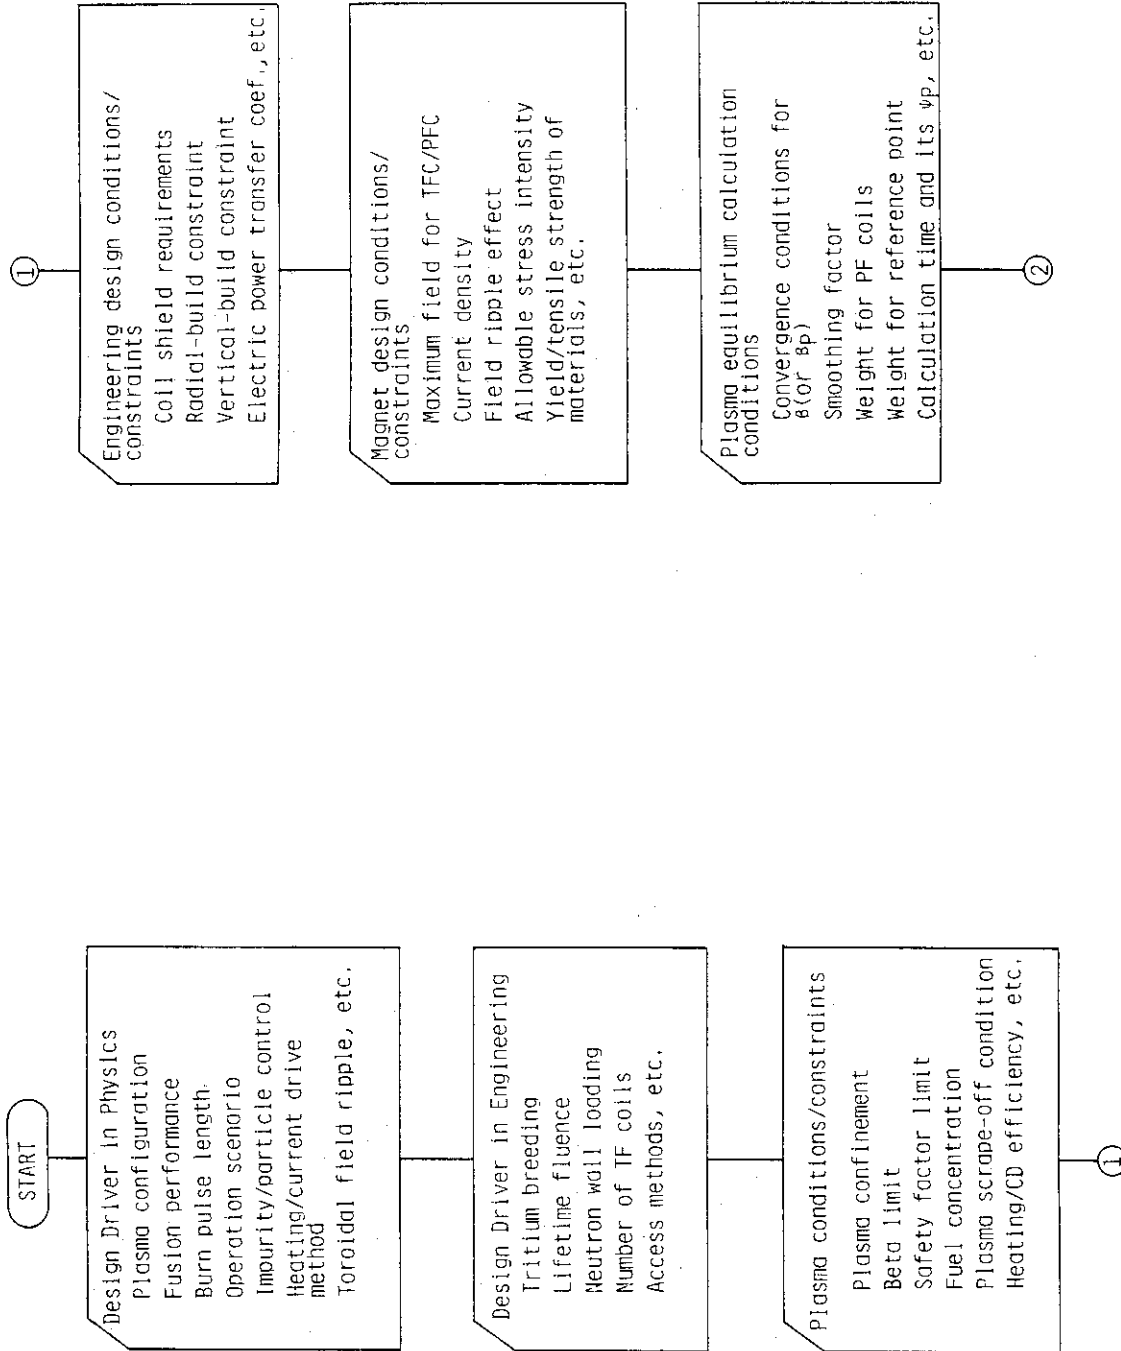 START
Design Driver in Physics
Plasma configuration
Fusion performance
Burn pulse length
Operation scenario
Impurity/particle control
Heating/current drive
method
Toroidal field ripple, etc.
Design Driver in Engineering
Tritium breeding
Lifetime fluence
Neutron wall loading
Number of TF coils
Access methods, etc.
Plasma conditions/constraints
Plasma confinement
Beta limit
Safety factor limit
Fuel concentration
Plasma scrape-off condition
Heating/CD efficiency, etc.
1
1
Engineering design conditions/
constraints
Coil shield requirements
Radial-build constraint
Vertical-build constraint
Electric power transfer coef., etc.
Magnet design conditions/
constraints
Maximum field for TFC/PFC
Current density
Field ripple effect
Allowable stress intensity
Yield/tensile strength of
materials, etc.
Plasma equilibrium calculation
conditions
Convergence conditions for
β(or βp)
Smoothing factor
Weight for PF coils
Weight for reference point
Calculation time and its ψp, etc.
2